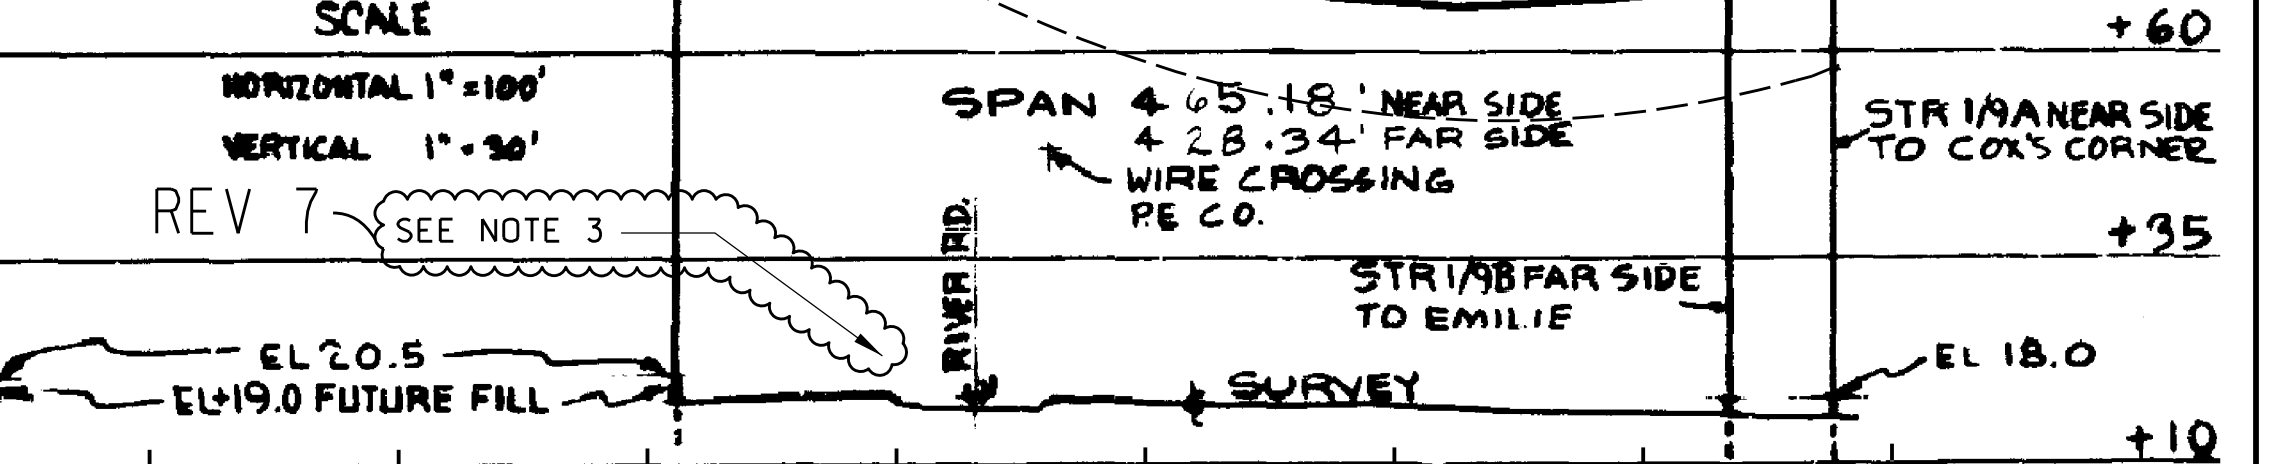 SCALE
+60
HORIZONTAL 1" = 100'
VERTICAL 1" = 30'
SPAN 465.18' NEAR SIDE
428.34' FAR SIDE
WIRE CROSSING
P.E CO.
STR 1/9A NEAR SIDE
TO COX'S CORNER
REV 7
SEE NOTE 3
RIVER RD.
+35
STR 1/9B FAR SIDE
TO EMILIE
EL 20.5
EL+19.0 FUTURE FILL
SURVEY
EL 18.0
+10